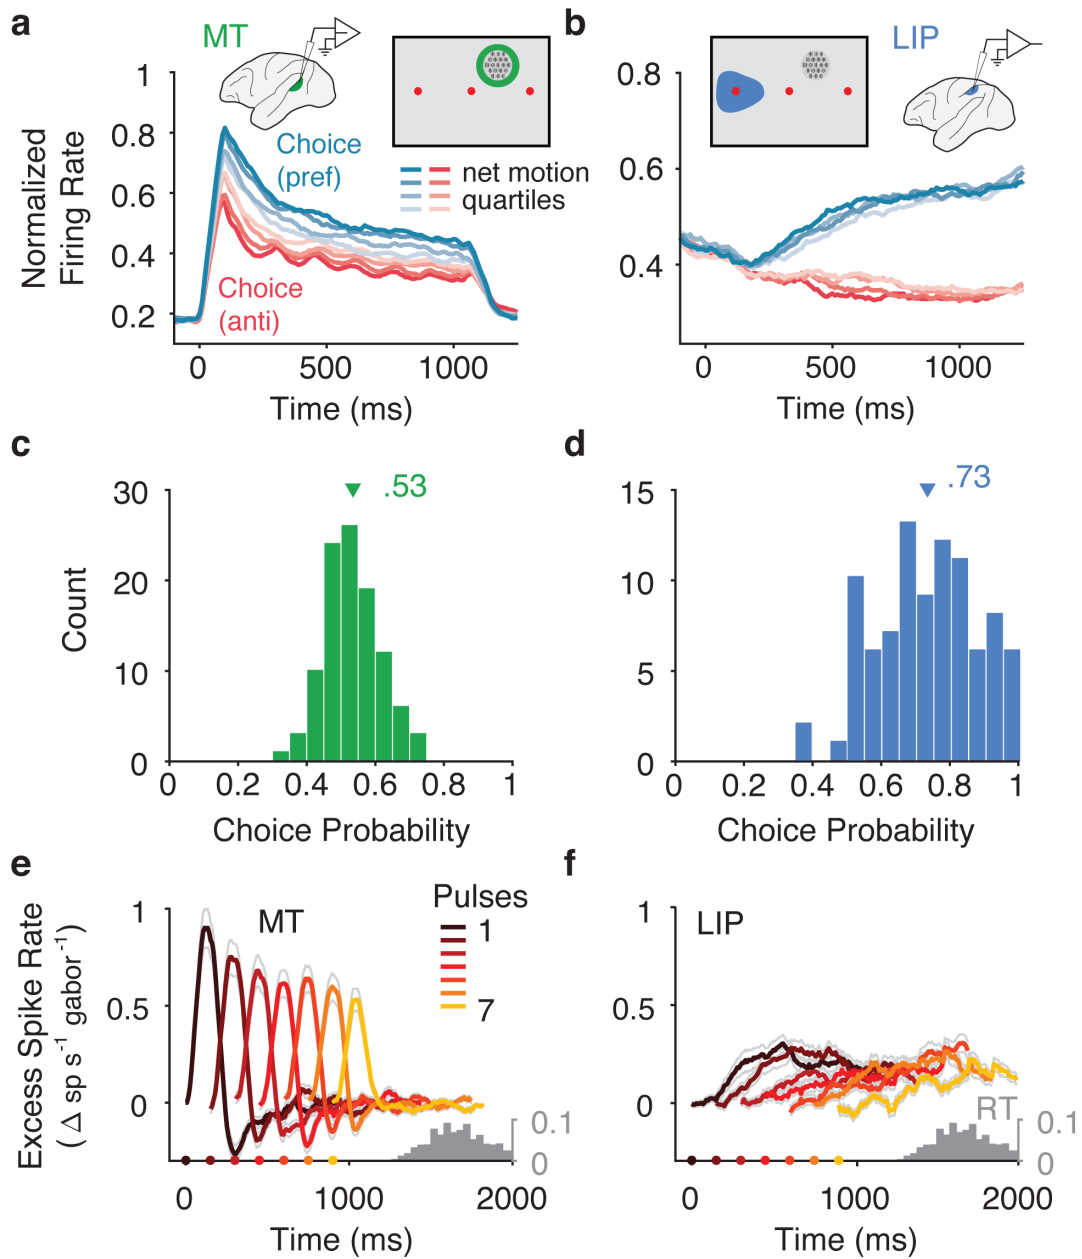 a
MT
1
0.8
0.6
0.4
0.2
Normalized
Firing Rate
Choice
(pref)
net motion
quartiles
Choice
(anti)
0
500
1000
Time (ms)
b
LIP
0.8
0.6
0.4
0
500
1000
Time (ms)
c
.53
30
20
10
0
Count
0
0.2
0.4
0.6
0.8
1
Choice Probability
d
.73
15
10
5
0
0
0.2
0.4
0.6
0.8
1
Choice Probability
e
MT
Pulses
1
7
1
0.5
0
Excess Spike Rate
(Δ sp s⁻¹ gabor⁻¹)
0.1
0
0
1000
2000
Time (ms)
f
LIP
1
0.5
0
RT
0.1
0
0
1000
2000
Time (ms)